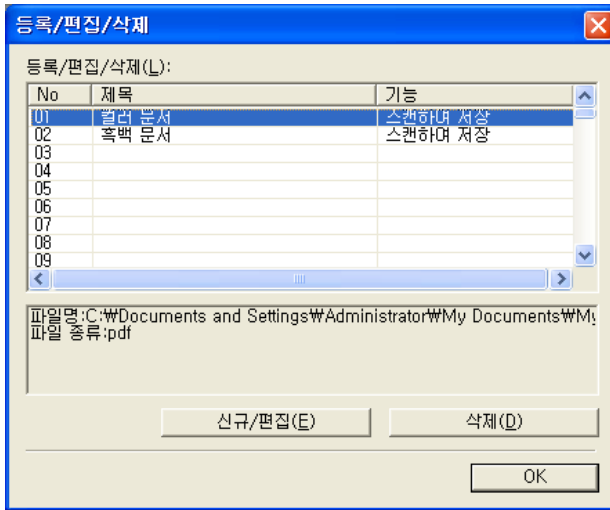 등록/편집/삭제
등록/편집/삭제(L):
No 제목 기능
01 컬러 문서 스캔하여 저장
02 흑백 문서 스캔하여 저장
03
04
05
06
07
08
09
파일명:C:₩Documents and Settings₩Administrator₩My Documents₩My
파일 종류:pdf
신규/편집(E) 삭제(D)
OK